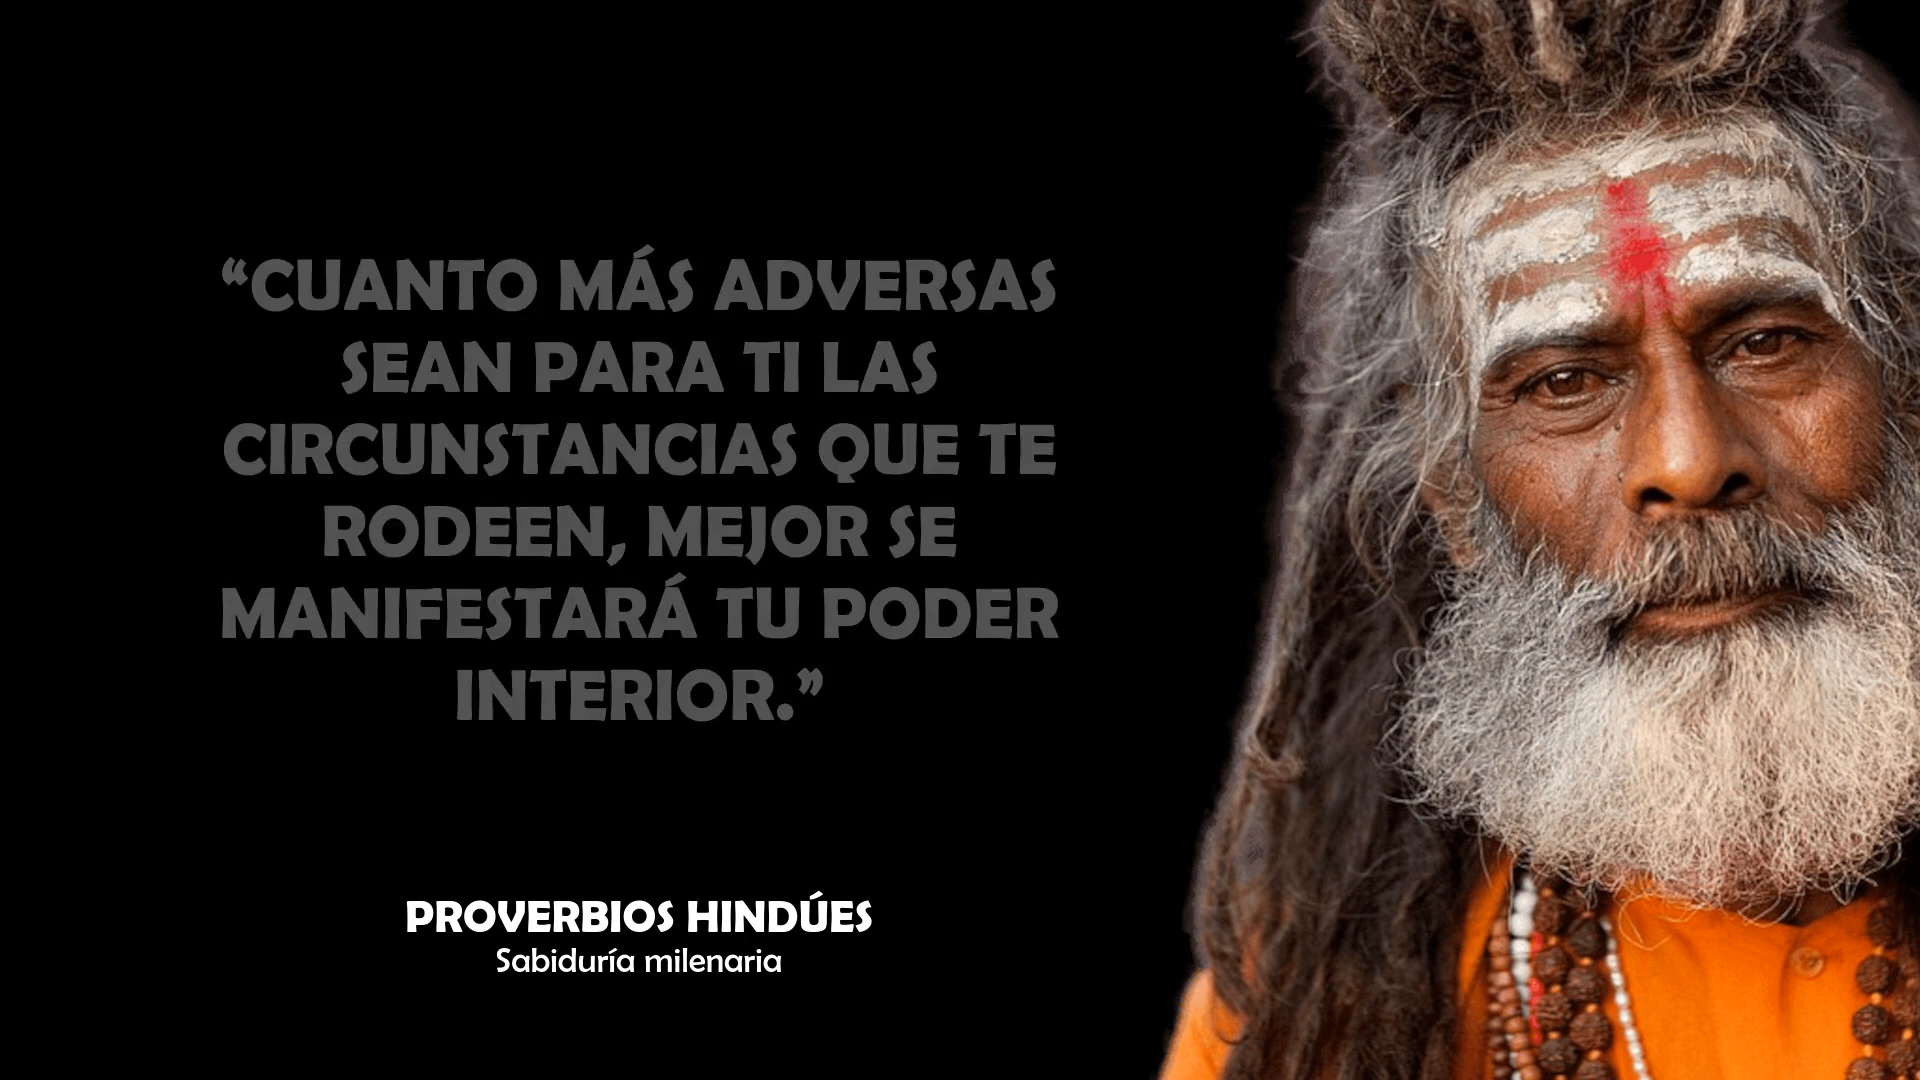 “CUANTO MÁS ADVERSAS
SEAN PARA TI LAS
CIRCUNSTANCIAS QUE TE
RODEEN, MEJOR SE
MANIFESTARÁ TU PODER
INTERIOR.”
PROVERBIOS HINDÚES
Sabiduría milenaria